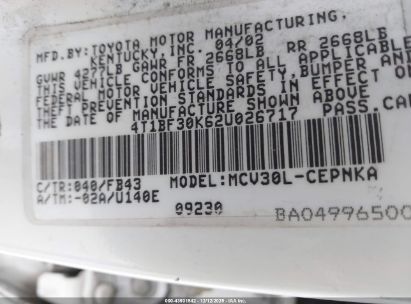 MFD.BY:TOYOTA MOTOR MANUFACTURING,
KENTUCKY, INC. 04/02
GVWR 4277LB GAWR FR 2668LB RR 2668LB
THIS VEHICLE CONFORMS TO ALL APPLICABLE
FEDERAL MOTOR VEHICLE SAFETY, BUMPER AND
THEFT PREVENTION STANDARDS IN EFFECT ON
THE DATE OF MANUFACTURE SHOWN ABOVE
4T1BF30K62U026717 PASS.CAR
C/TR:040/FB43 MODEL:MCV30L-CEPNKA
A/TM:-02A/U140E
09230 BA04996500